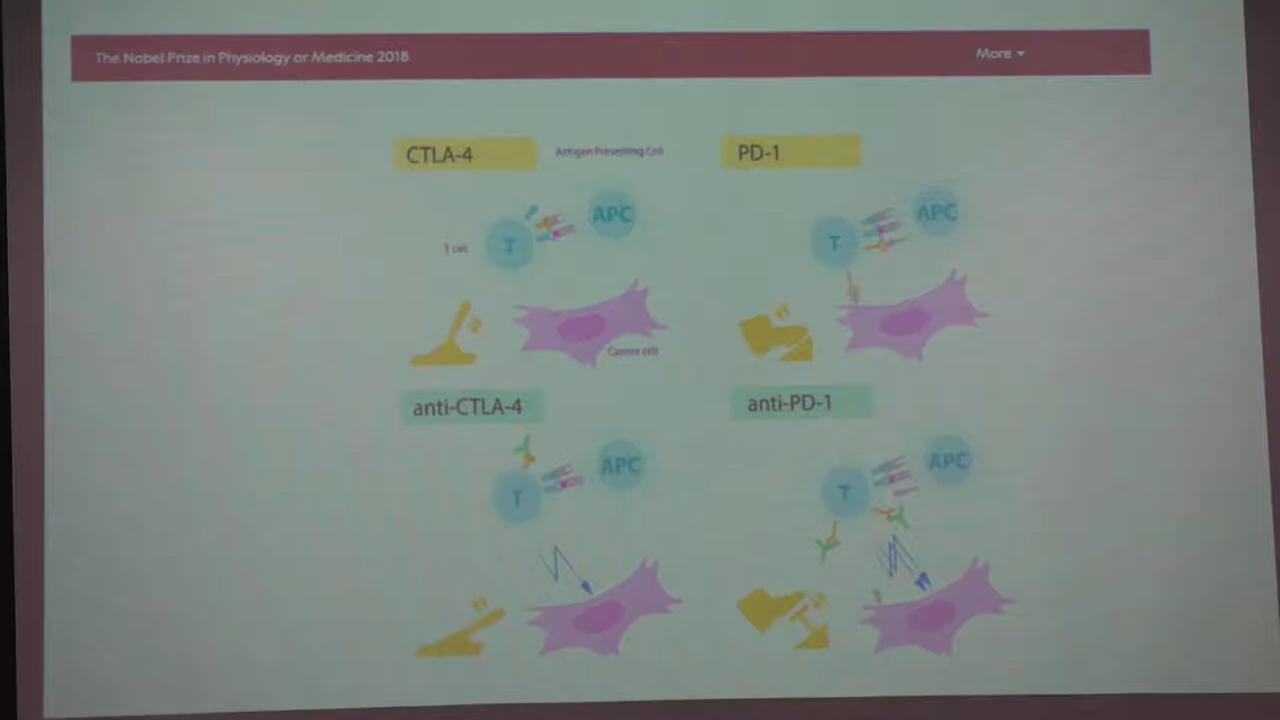 The Nobel Prize in Physiology or Medicine 2018
More
CTLA-4
Antigen Presenting Cell
PD-1
APC
T
T cell
APC
T
Cancer cell
anti-CTLA-4
anti-PD-1
APC
T
APC
T